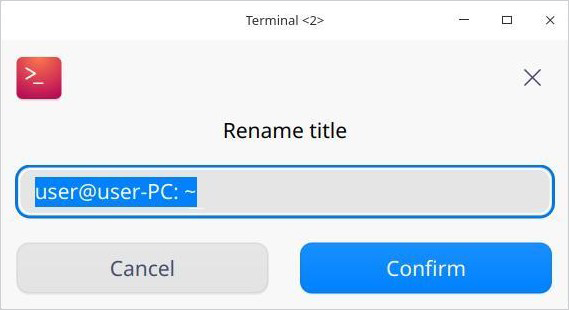 Terminal <2>
Rename title
user@user-PC: ~
Cancel
Confirm